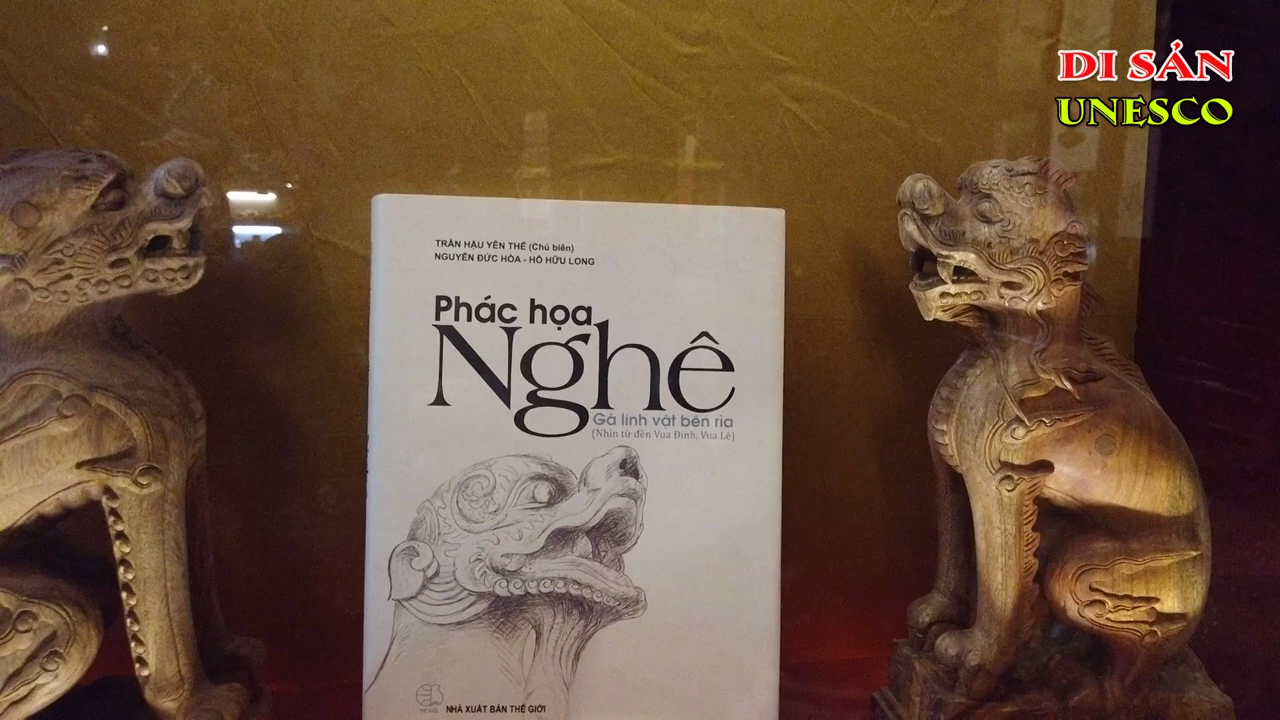 DI SẢN
UNESCO
TRẦN HẬU YÊN THẾ (Chủ biên)
NGUYỄN ĐỨC HÒA - HỒ HỮU LONG
Phác họa
Nghê
Gã linh vật bên rìa
(Nhìn từ đền Vua Đinh, Vua Lê)
NHÀ XUẤT BẢN THẾ GIỚI